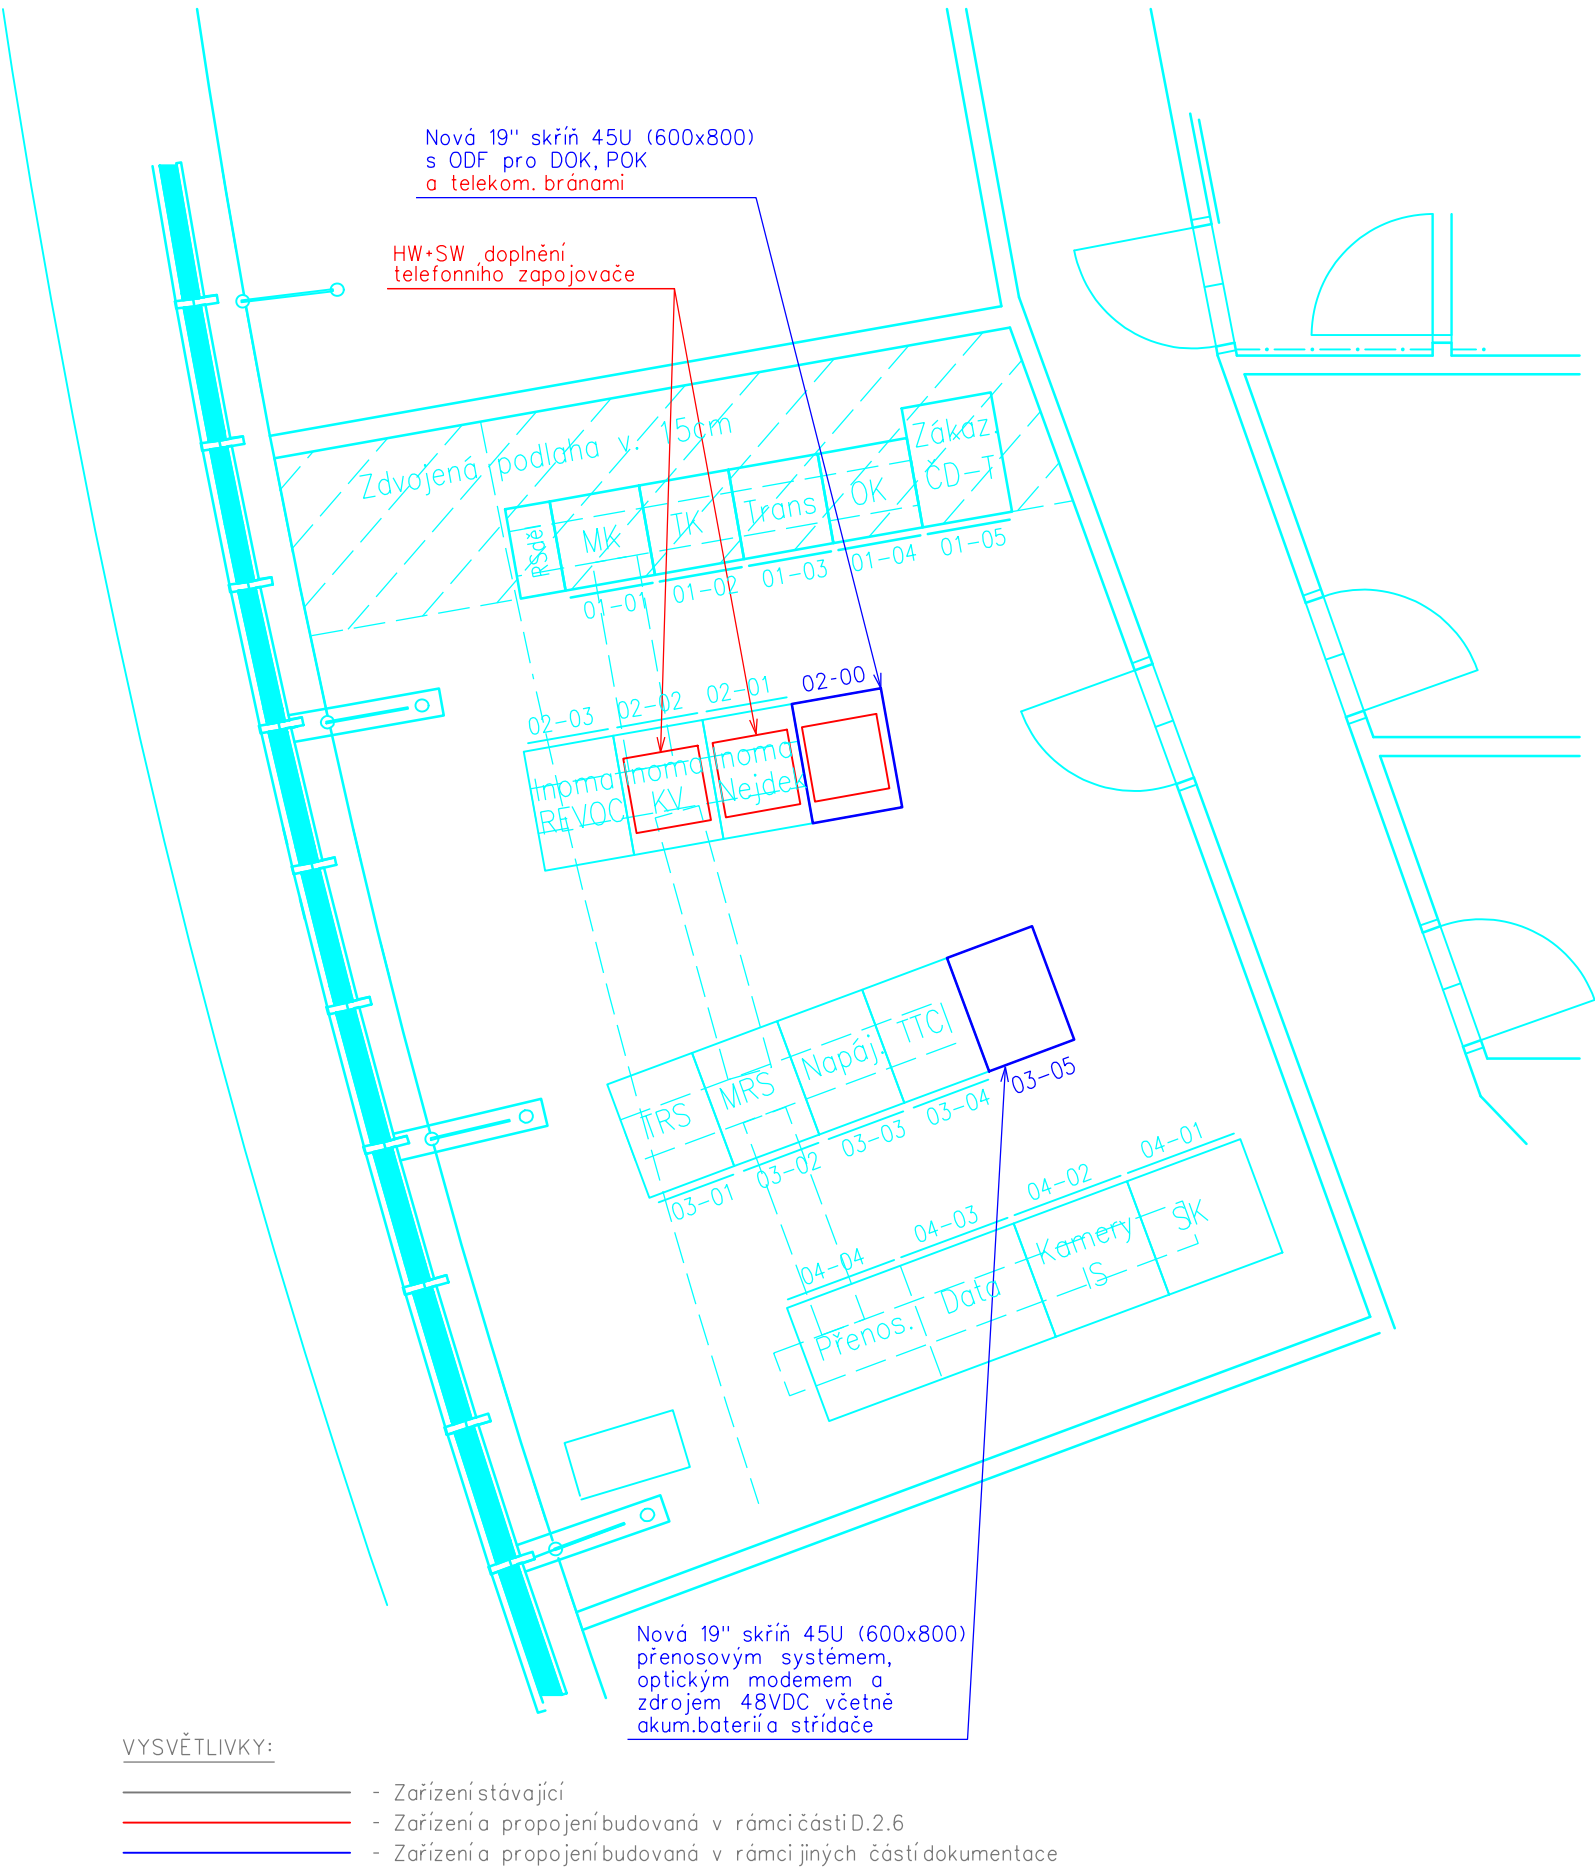 Nová 19" skříň 45U (600x800)
s ODF pro DOK, POK
a telekom. bránami
HW+SW doplnění
telefonního zapojovače
Zdvojená podlaha v. 15cm
Zákáz.
ČD-T
RSdě
MK
TK
Trans
OK
01-01
01-02
01-03
01-04
01-05
02-03
02-02
02-01
02-00
Inoma
REVOC
Inoma
KV
Inoma
Nejdek
TRS
MRS
Napáj.
TTC
03-01
03-02
03-03
03-04
03-05
04-04
04-03
04-02
04-01
Přenos.
Data
Kamery
IS
SK
Nová 19" skříň 45U (600x800)
přenosovým systémem,
optickým modemem a
zdrojem 48VDC včetně
akum.baterií a střídače
VYSVĚTLIVKY:
- Zařízení stávající
- Zařízení a propojení budovaná v rámci části D.2.6
- Zařízení a propojení budovaná v rámci jiných částí dokumentace